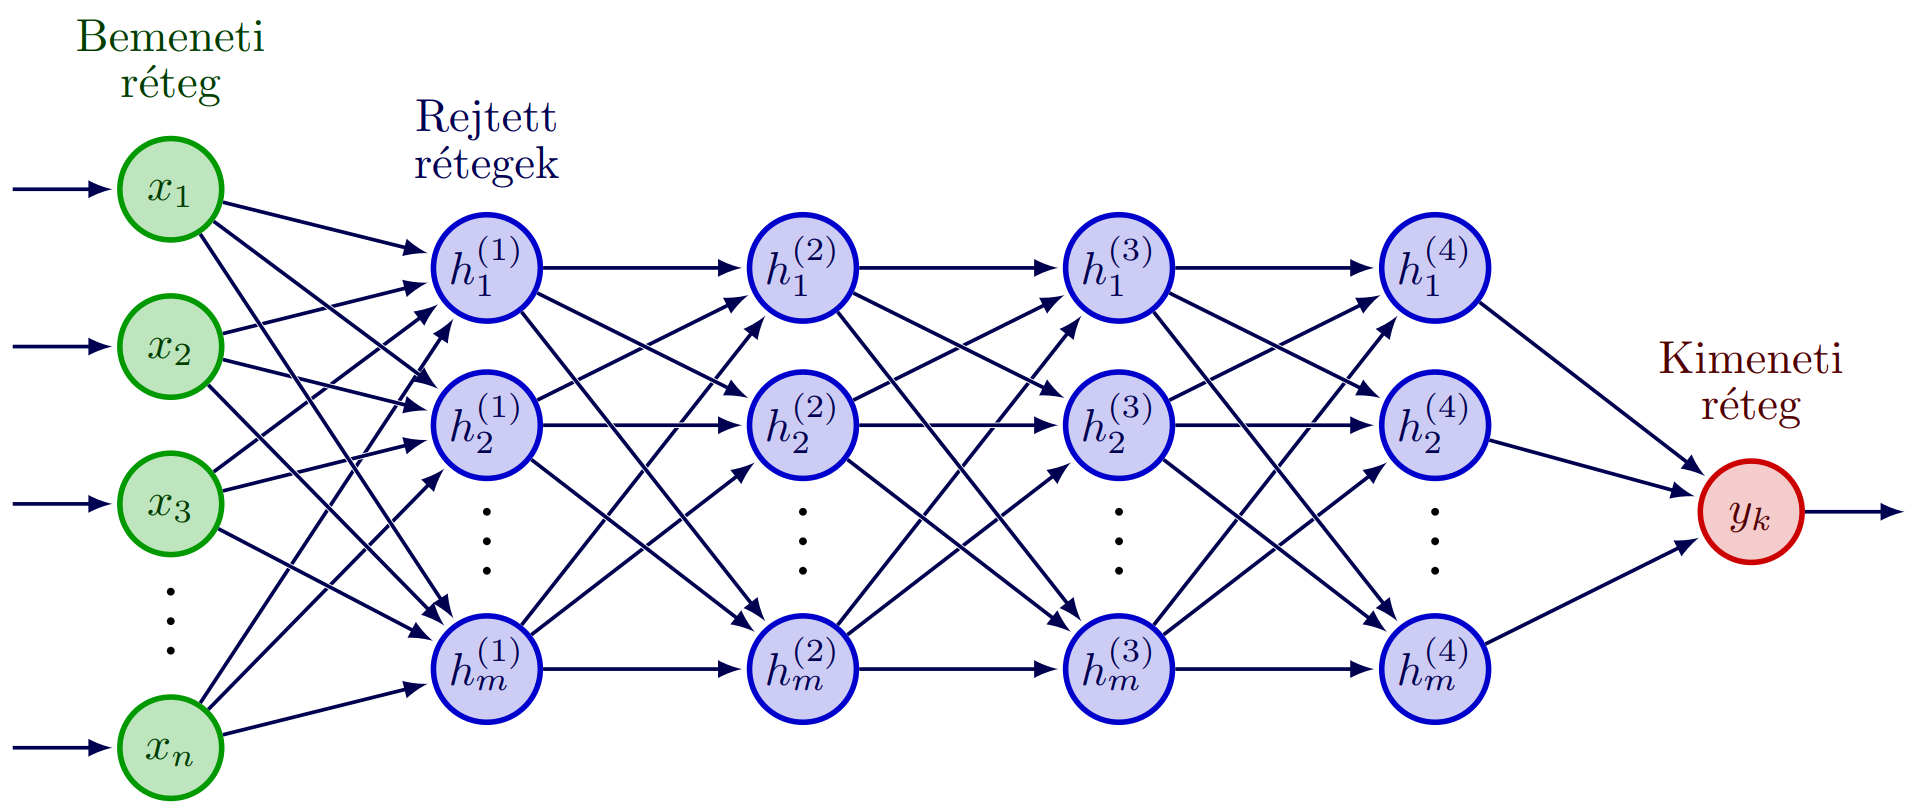 Bemeneti
réteg
Rejtett
rétegek
Kimeneti
réteg
x₁
x₂
x₃
⋮
xₙ
h₁⁽¹⁾
h₂⁽¹⁾
⋮
hₘ⁽¹⁾
h₁⁽²⁾
h₂⁽²⁾
⋮
hₘ⁽²⁾
h₁⁽³⁾
h₂⁽³⁾
⋮
hₘ⁽³⁾
h₁⁽⁴⁾
h₂⁽⁴⁾
⋮
hₘ⁽⁴⁾
yₖ